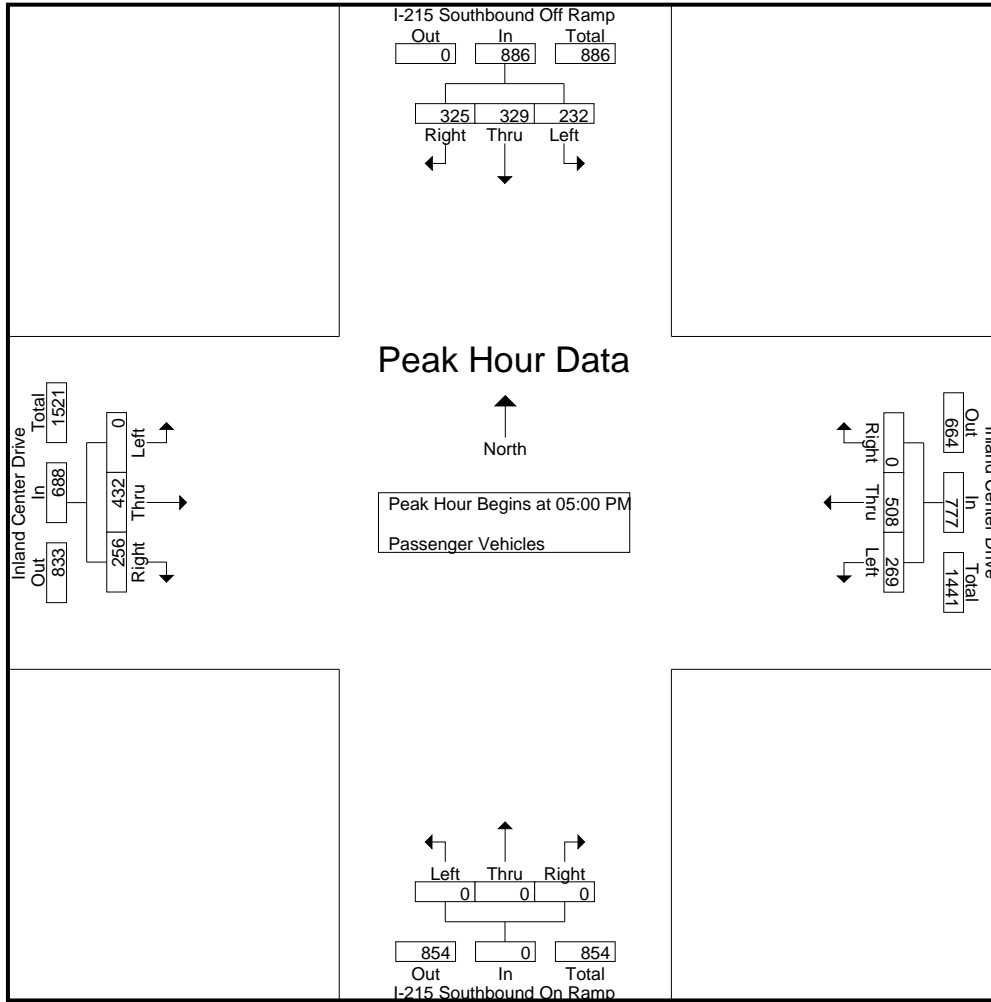 I-215 Southbound Off Ramp
Out In Total
0 886 886
325 329 232
Right Thru Left
Peak Hour Data
North
Peak Hour Begins at 05:00 PM
Passenger Vehicles
Inland Center Drive
Out In Total
833 688 1521
256 432 0
Right Thru Left
Inland Center Drive
Out In Total
664 777 1441
0 508 269
Right Thru Left
Left Thru Right
0 0 0
854 0 854
Out In Total
I-215 Southbound On Ramp